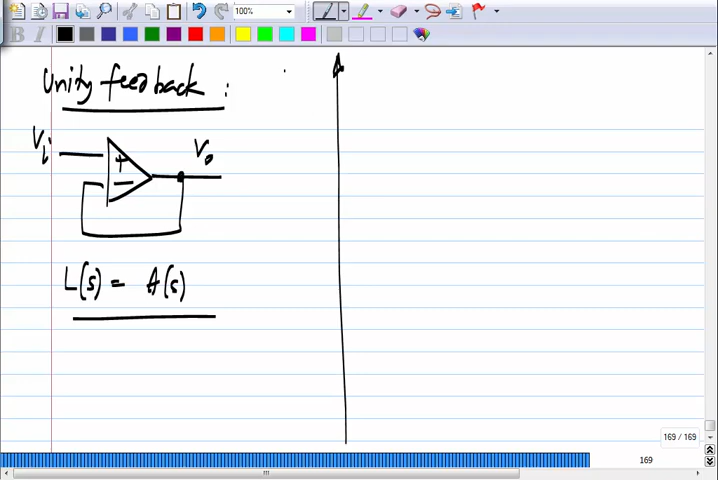 100%
B I
Unity feedback :
Vi
Vo
+
−
L(s) = A(s)
169 / 169
169